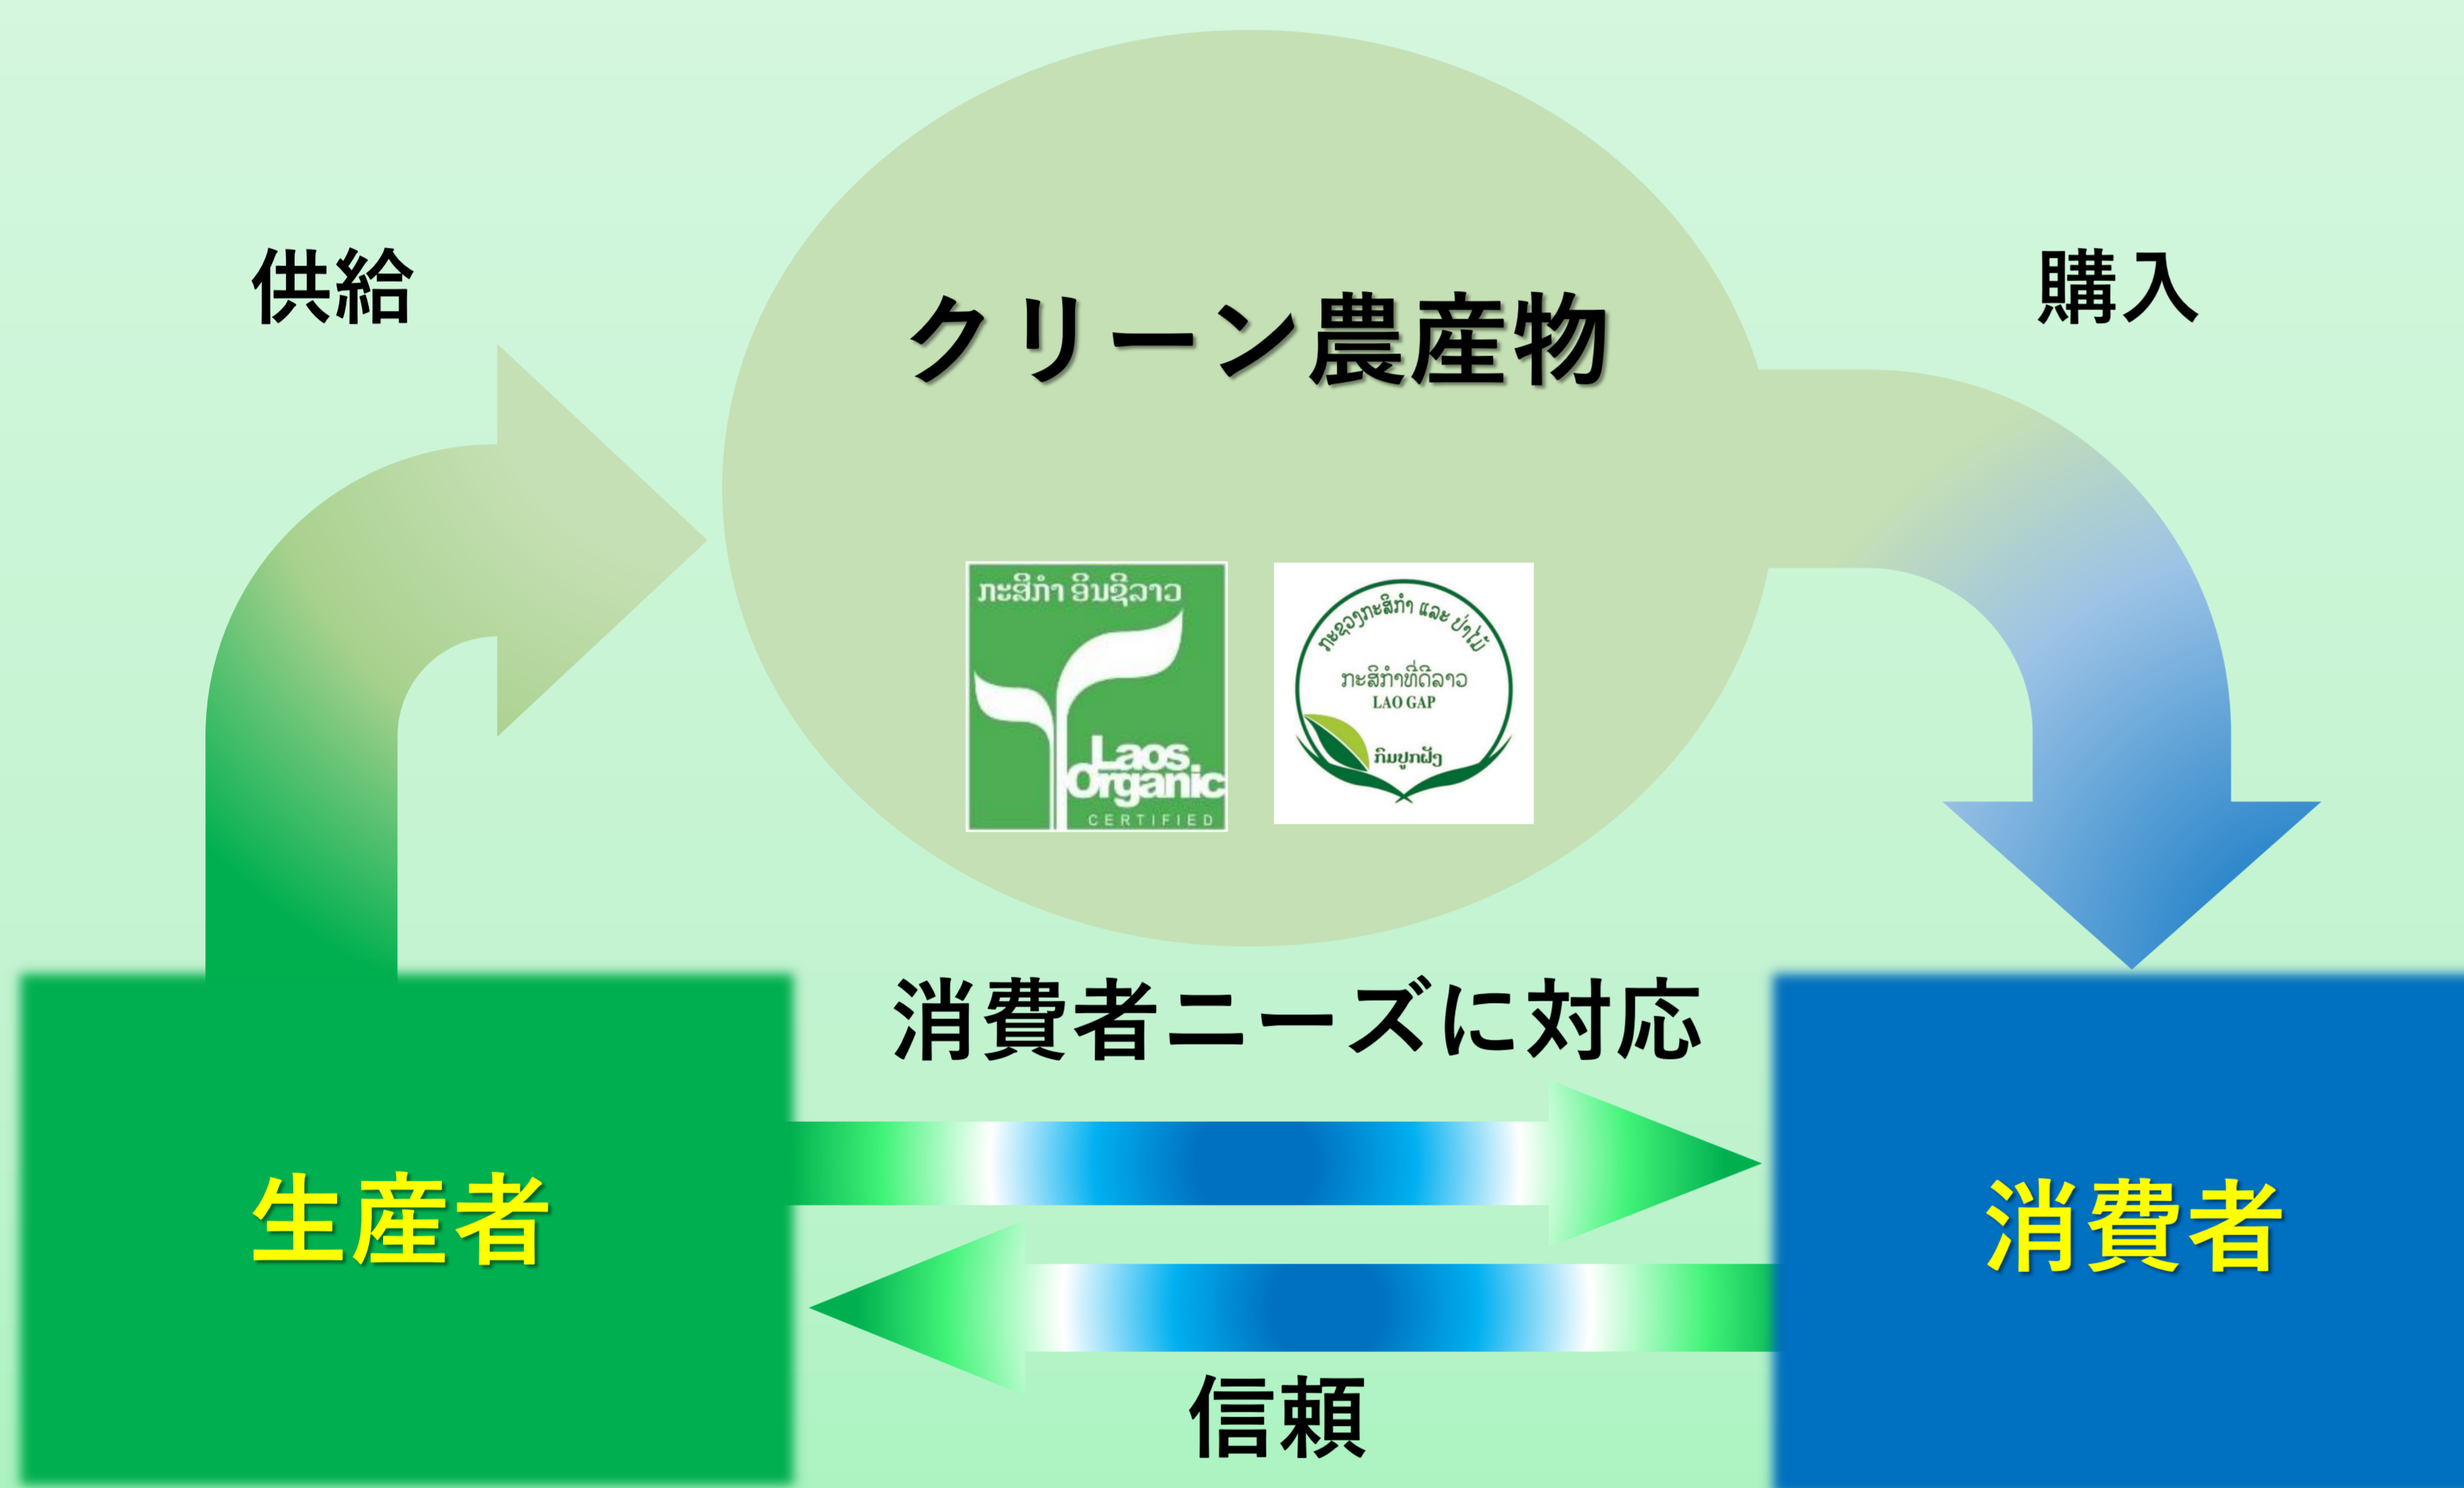 供給
購入
クリーン農産物
ກະສິກຳ ອິນຊີລາວ
Laos
Organic
CERTIFIED
ກະຊວງກະສິກຳ ແລະ ປ່າໄມ້
ກະສິກຳທີ່ດີລາວ
LAO GAP
ກົມປູກຝັງ
消費者ニーズに対応
生産者
消費者
信頼